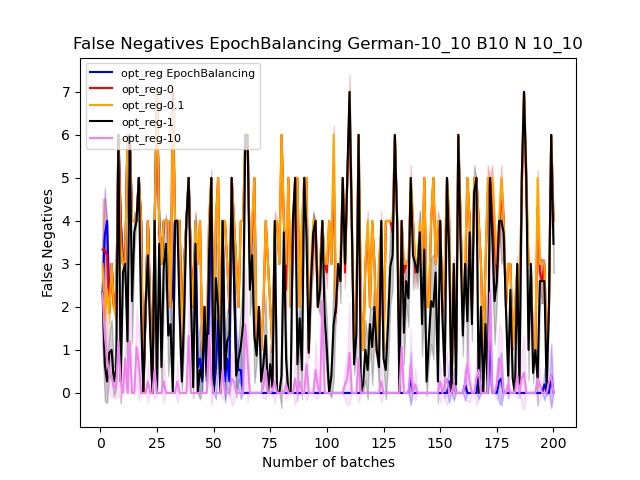 False Negatives EpochBalancing German-10_10 B10 N 10_10
opt_reg EpochBalancing
opt_reg-0
opt_reg-0.1
opt_reg-1
opt_reg-10
False Negatives
7
6
5
4
3
2
1
0
0 25 50 75 100 125 150 175 200
Number of batches